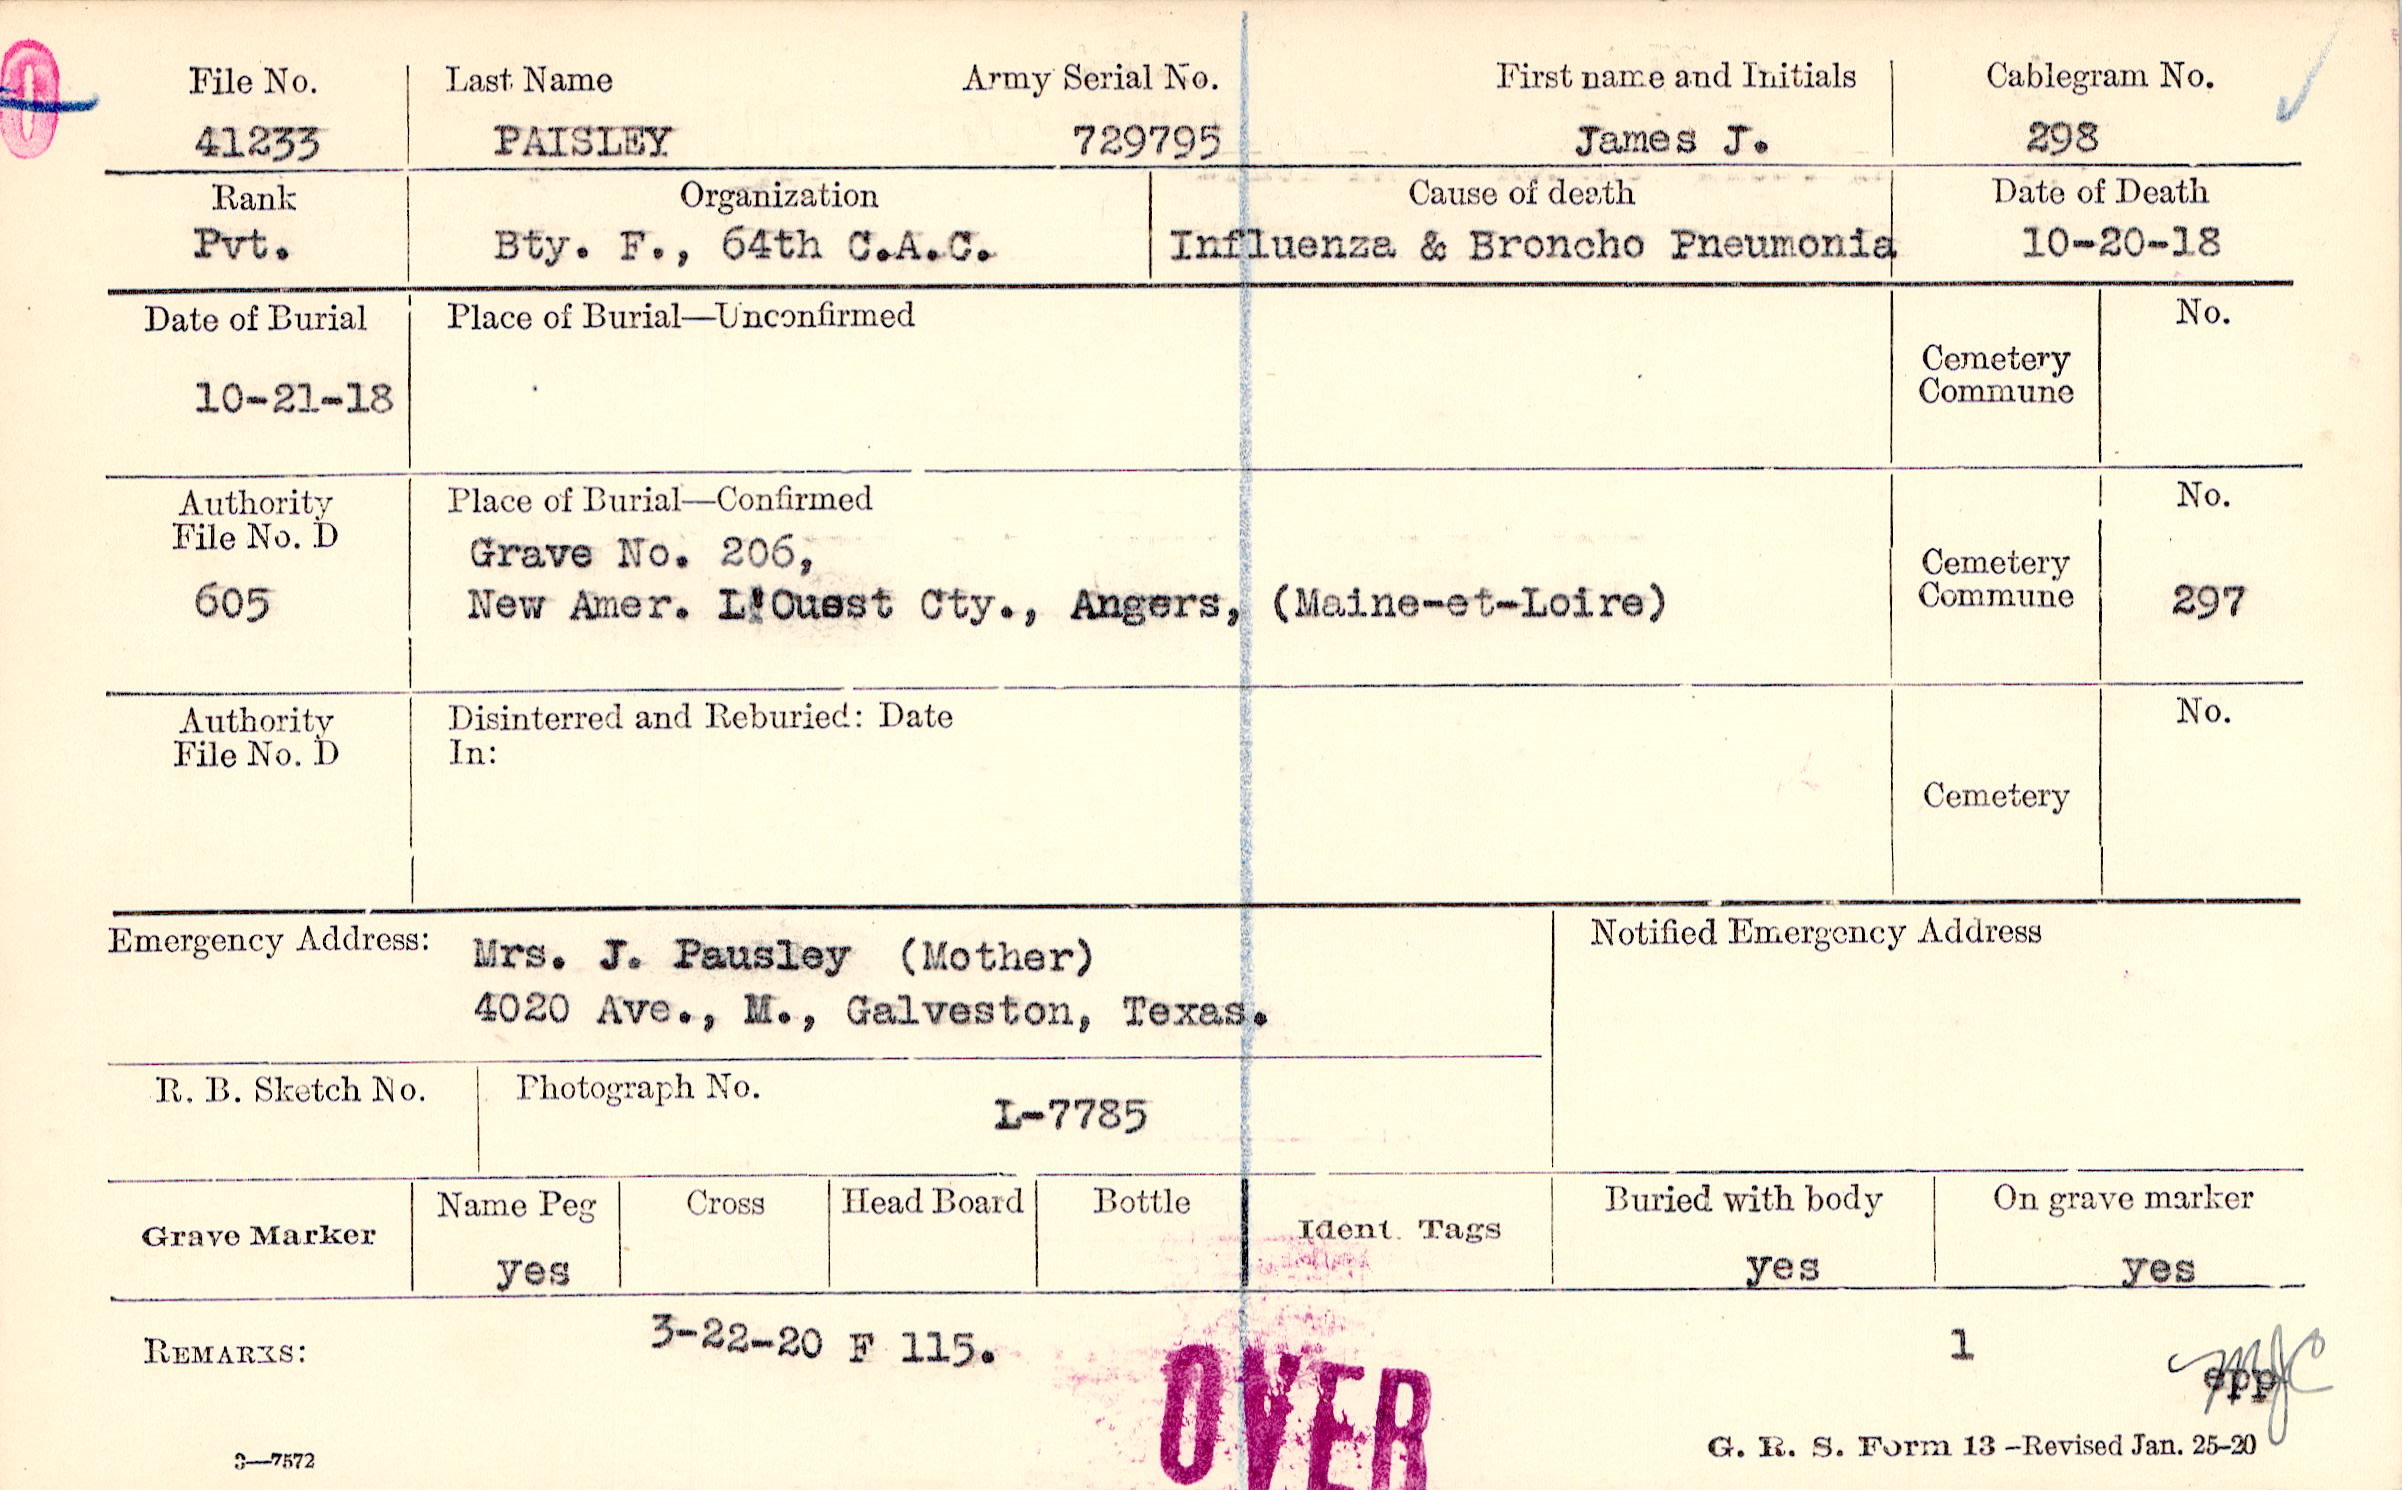 0
File No.
41233
Last Name
PAISLEY
Army Serial No.
729795
First name and Initials
James J.
Cablegram No.
298
Rank
Pvt.
Organization
Bty. F., 64th C.A.C.
Cause of death
Influenza & Broncho Pneumonia
Date of Death
10-20-18
Date of Burial
10-21-18
Place of Burial—Unconfirmed
Cemetery
Commune
No.
Authority
File No. D
605
Place of Burial—Confirmed
Grave No. 206,
New Amer. L'Ouest Cty., Angers, (Maine-et-Loire)
Cemetery
Commune
No.
297
Authority
File No. D
Disinterred and Reburied: Date
In:
Cemetery
No.
Emergency Address:
Mrs. J. Pausley (Mother)
4020 Ave., M., Galveston, Texas.
Notified Emergency Address
R. B. Sketch No.
Photograph No.
L-7785
Grave Marker
Name Peg
yes
Cross
Head Board
Bottle
Ident. Tags
Buried with body
yes
On grave marker
yes
REMARKS:
3-22-20 F 115.
OVER
1
epp
3—7572
G. R. S. Form 13 –Revised Jan. 25-20